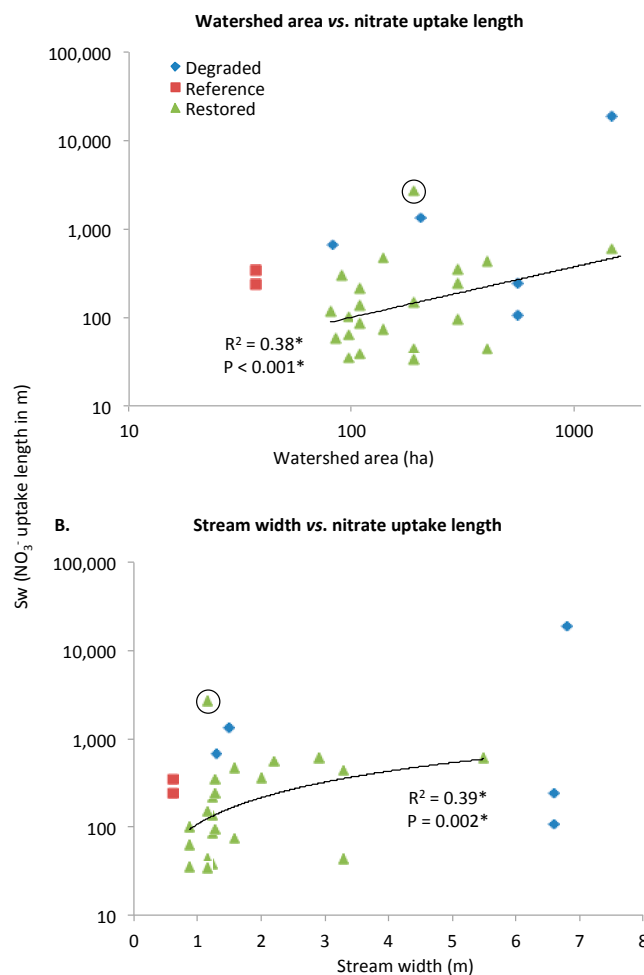 Watershed area vs. nitrate uptake length
100,000
10,000
1,000
100
10
Degraded
Reference
Restored
R² = 0.38*
P < 0.001*
10 100 1000
Watershed area (ha)
Sw (NO₃⁻ uptake length in m)
B. Stream width vs. nitrate uptake length
100,000
10,000
1,000
100
10
R² = 0.39*
P = 0.002*
0 1 2 3 4 5 6 7 8
Stream width (m)